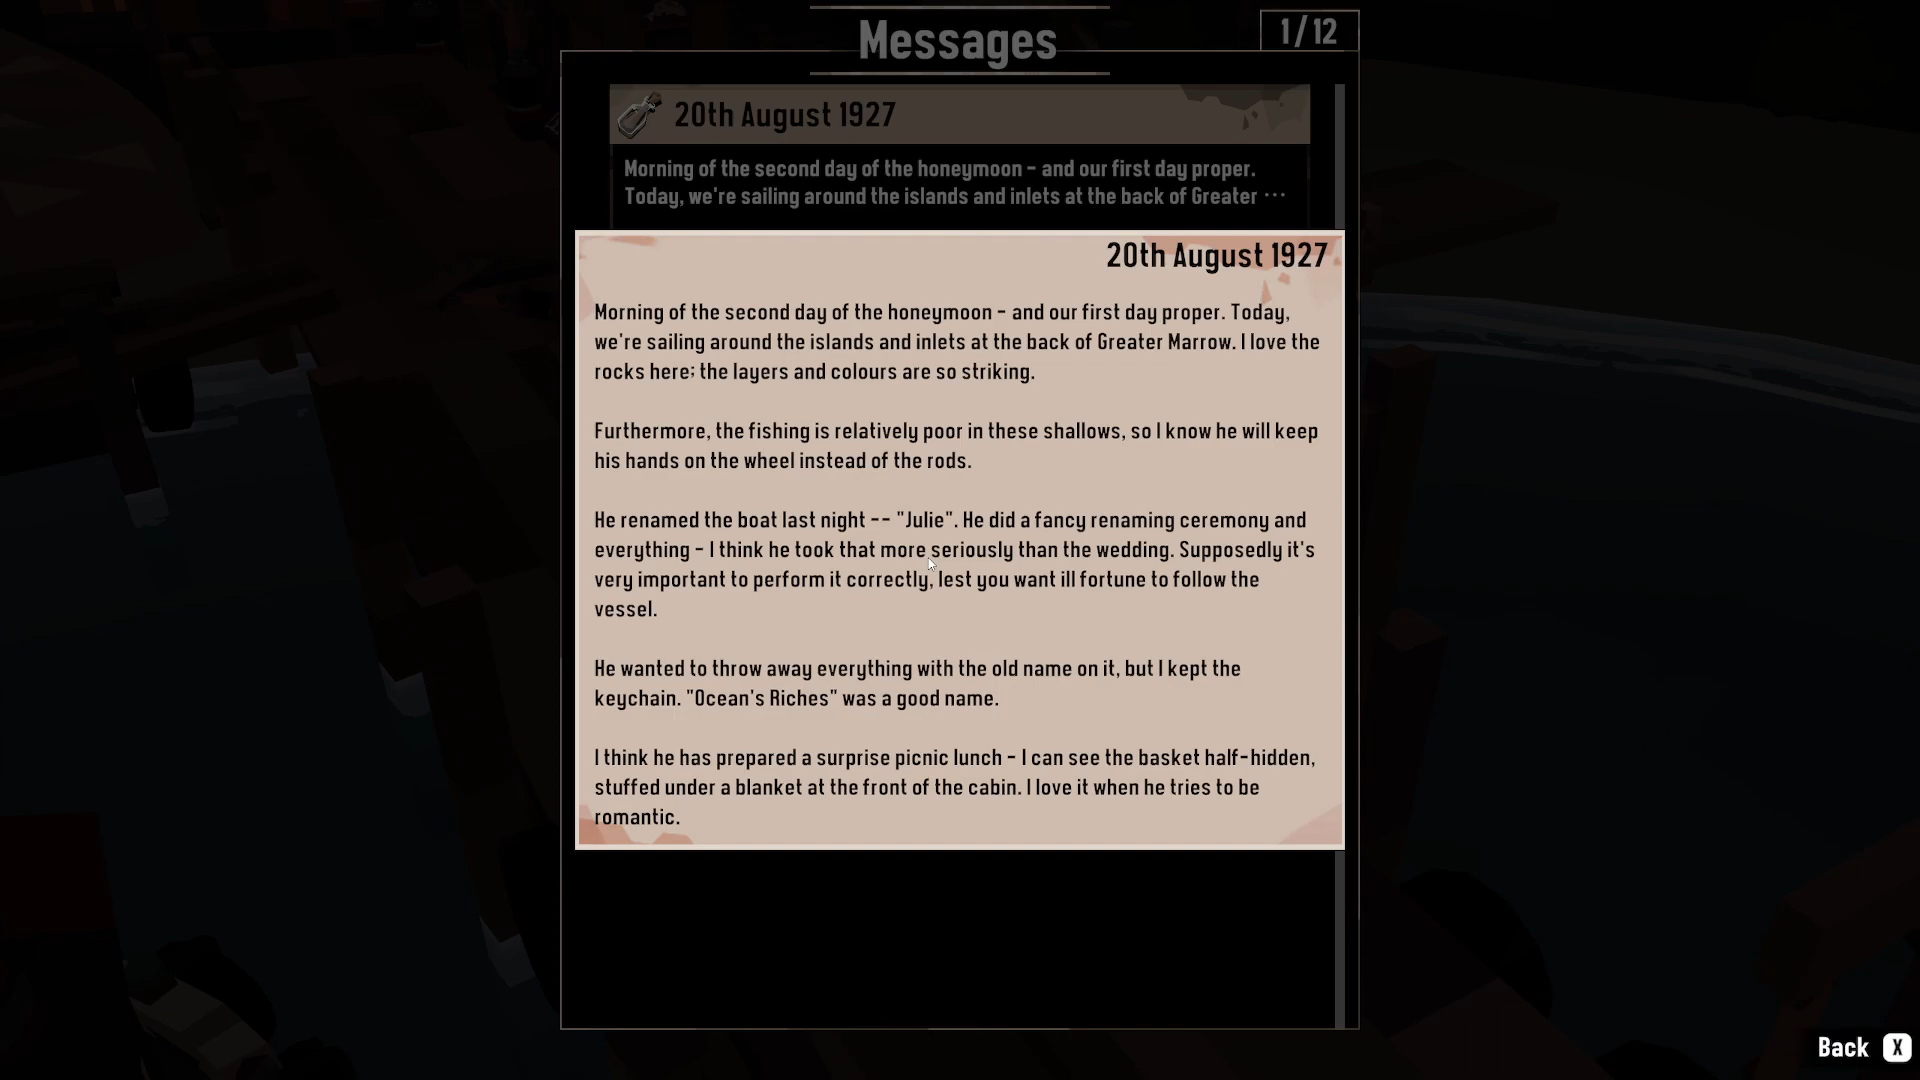 Messages
1/12
20th August 1927
Morning of the second day of the honeymoon - and our first day proper.
Today, we're sailing around the islands and inlets at the back of Greater ...
20th August 1927
Morning of the second day of the honeymoon - and our first day proper. Today,
we're sailing around the islands and inlets at the back of Greater Marrow. I love the
rocks here; the layers and colours are so striking.
Furthermore, the fishing is relatively poor in these shallows, so I know he will keep
his hands on the wheel instead of the rods.
He renamed the boat last night -- "Julie". He did a fancy renaming ceremony and
everything - I think he took that more seriously than the wedding. Supposedly it's
very important to perform it correctly, lest you want ill fortune to follow the
vessel.
He wanted to throw away everything with the old name on it, but I kept the
keychain. "Ocean's Riches" was a good name.
I think he has prepared a surprise picnic lunch - I can see the basket half-hidden,
stuffed under a blanket at the front of the cabin. I love it when he tries to be
romantic.
Back X